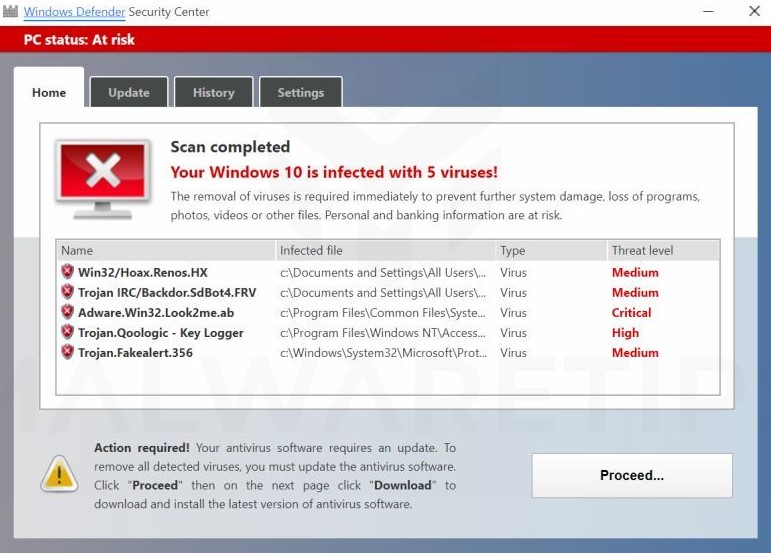 Windows Defender Security Center
PC status: At risk
Home Update History Settings
Scan completed
Your Windows 10 is infected with 5 viruses!
The removal of viruses is required immediately to prevent further system damage, loss of programs,
photos, videos or other files. Personal and banking information are at risk.
Name Infected file Type Threat level
Win32/Hoax.Renos.HX c:\Documents and Settings\All Users\... Virus Medium
Trojan IRC/Backdor.SdBot4.FRV c:\Documents and Settings\All Users\... Virus Medium
Adware.Win32.Look2me.ab c:\Program Files\Common Files\Syste... Virus Critical
Trojan.Qoologic - Key Logger c:\Program Files\Windows NT\Access... Virus High
Trojan.Fakealert.356 c:\Windows\System32\Microsoft\Prot... Virus Medium
MALWARETIP
Action required! Your antivirus software requires an update. To
remove all detected viruses, you must update the antivirus software.
Click "Proceed" then on the next page click "Download" to
download and install the latest version of antivirus software.
Proceed...